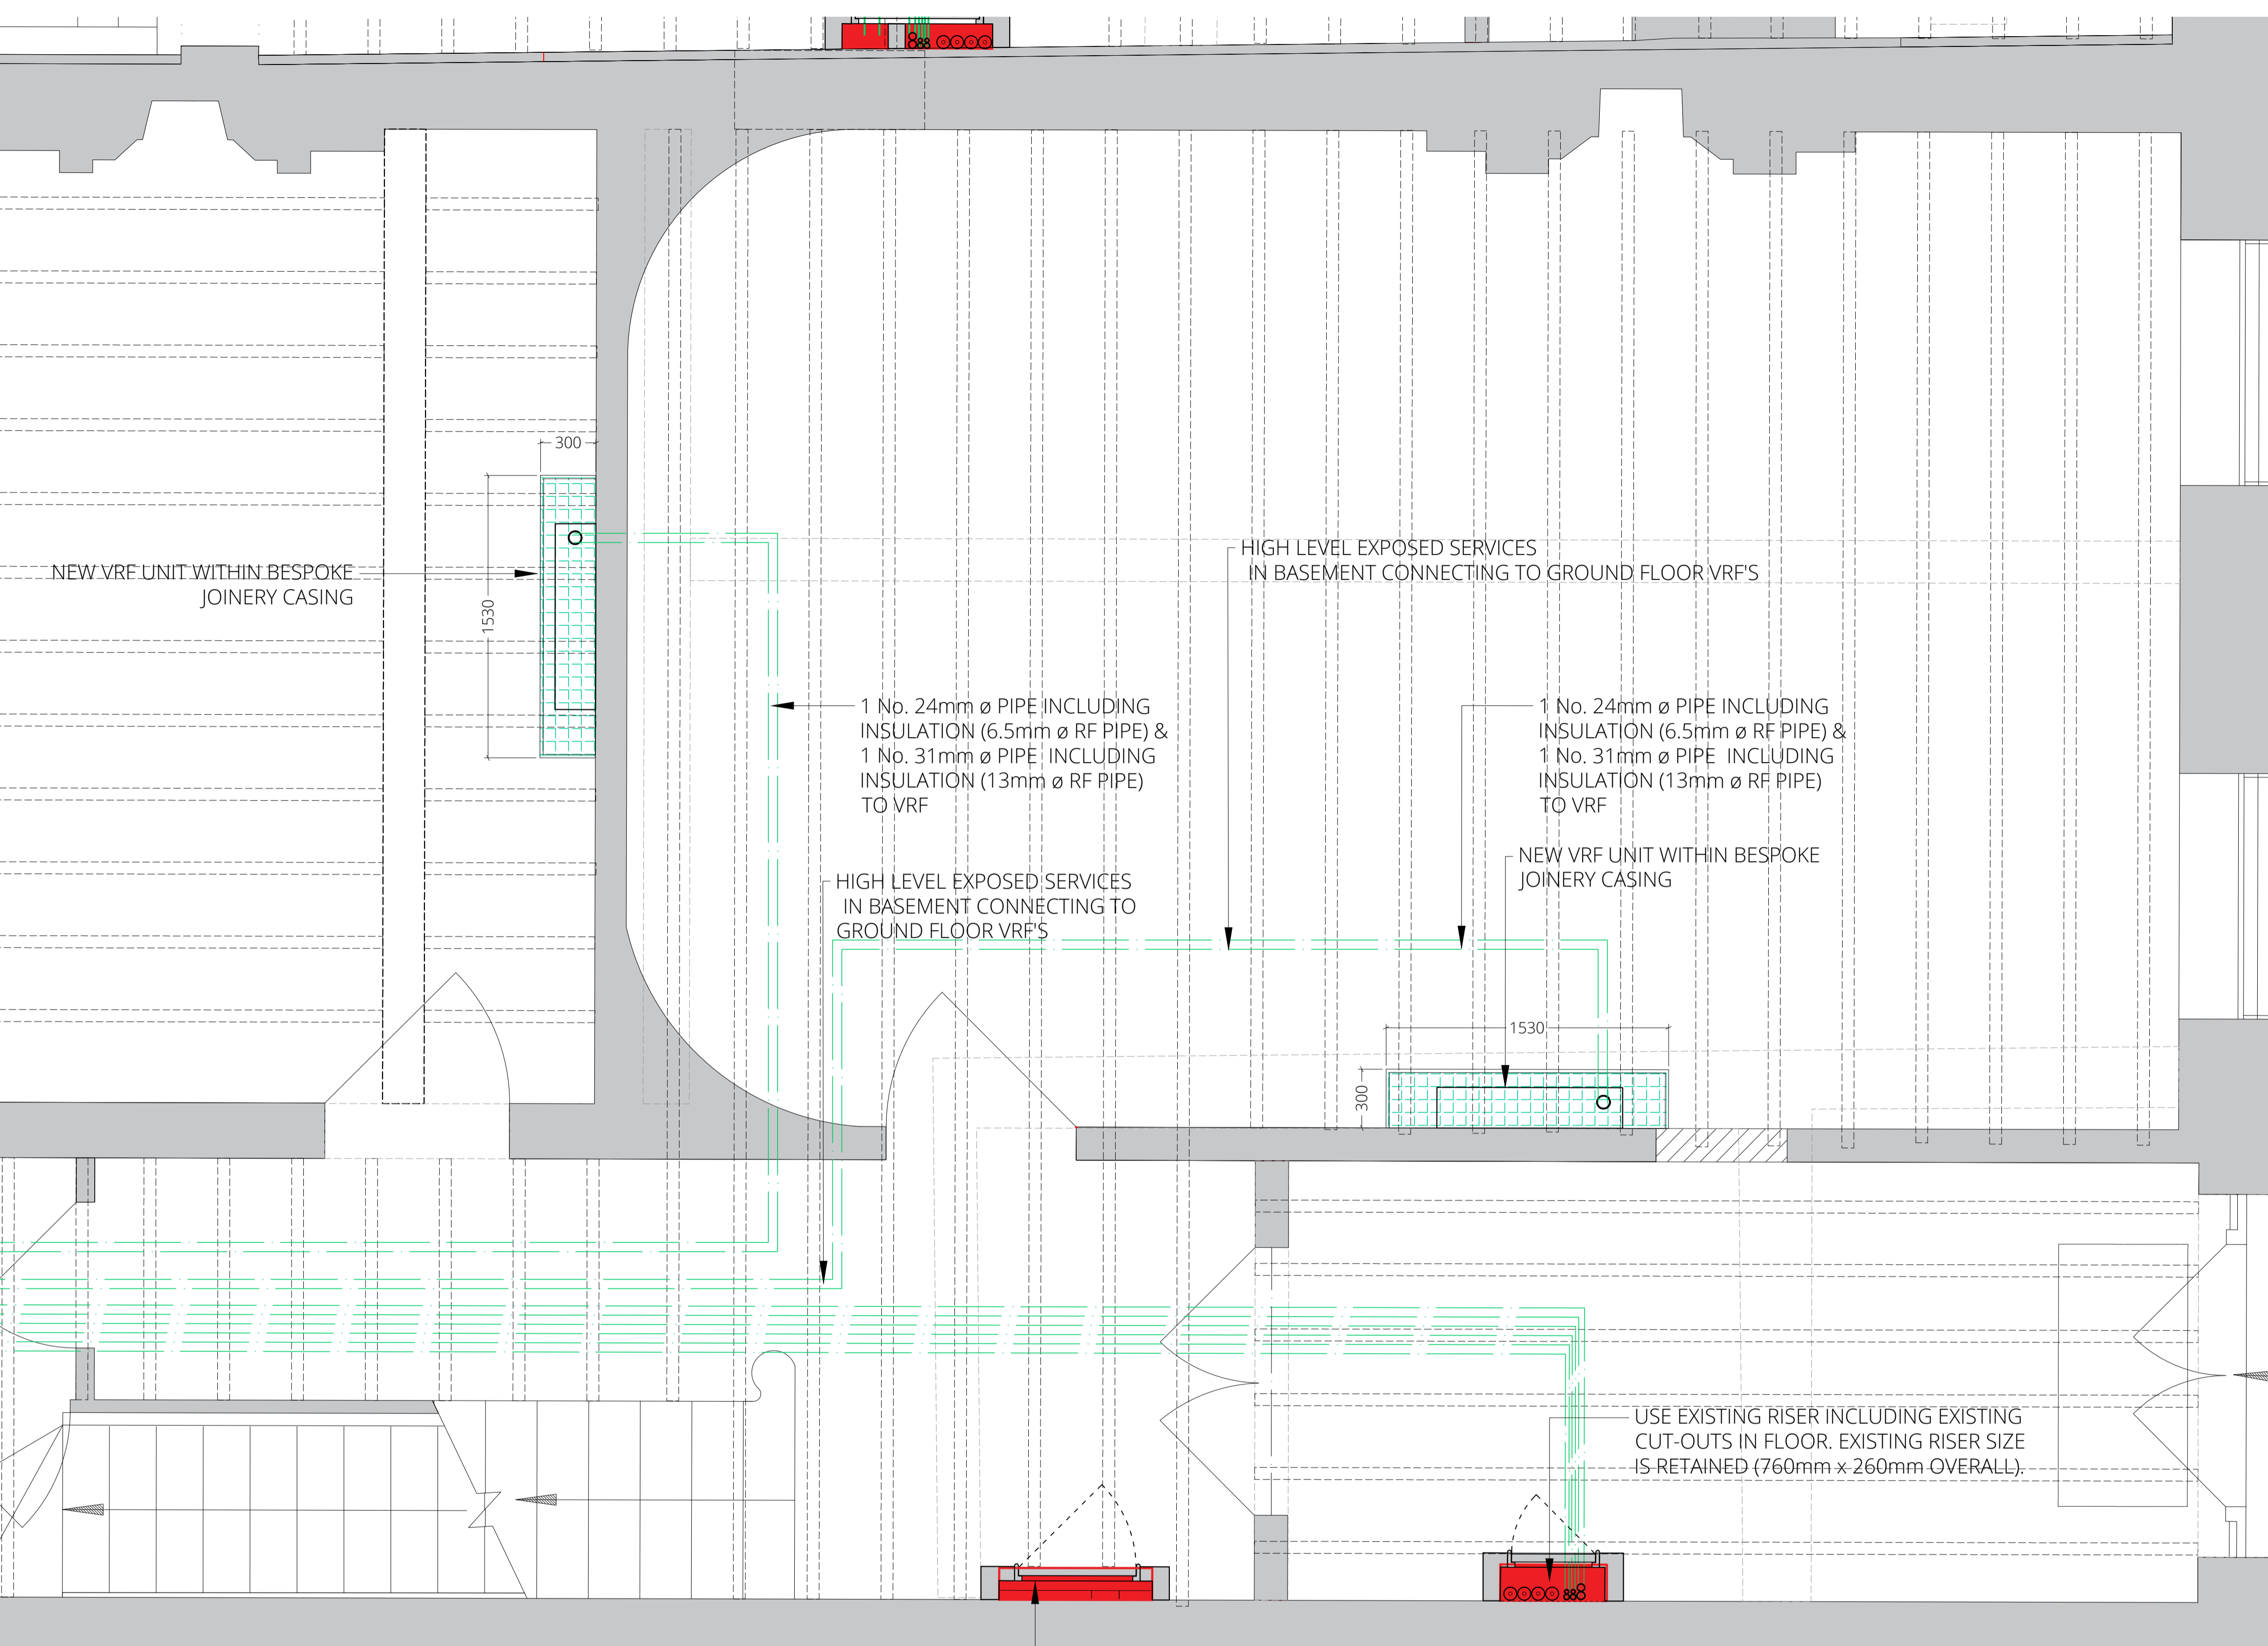 300
1530
NEW VRF UNIT WITHIN BESPOKE
JOINERY CASING
HIGH LEVEL EXPOSED SERVICES
IN BASEMENT CONNECTING TO GROUND FLOOR VRF'S
1 No. 24mm ø PIPE INCLUDING
INSULATION (6.5mm ø RF PIPE) &
1 No. 31mm ø PIPE INCLUDING
INSULATION (13mm ø RF PIPE)
TO VRF
1 No. 24mm ø PIPE INCLUDING
INSULATION (6.5mm ø RF PIPE) &
1 No. 31mm ø PIPE INCLUDING
INSULATION (13mm ø RF PIPE)
TO VRF
HIGH LEVEL EXPOSED SERVICES
IN BASEMENT CONNECTING TO
GROUND FLOOR VRF'S
NEW VRF UNIT WITHIN BESPOKE
JOINERY CASING
1530
300
USE EXISTING RISER INCLUDING EXISTING
CUT-OUTS IN FLOOR. EXISTING RISER SIZE
IS RETAINED (760mm x 260mm OVERALL).